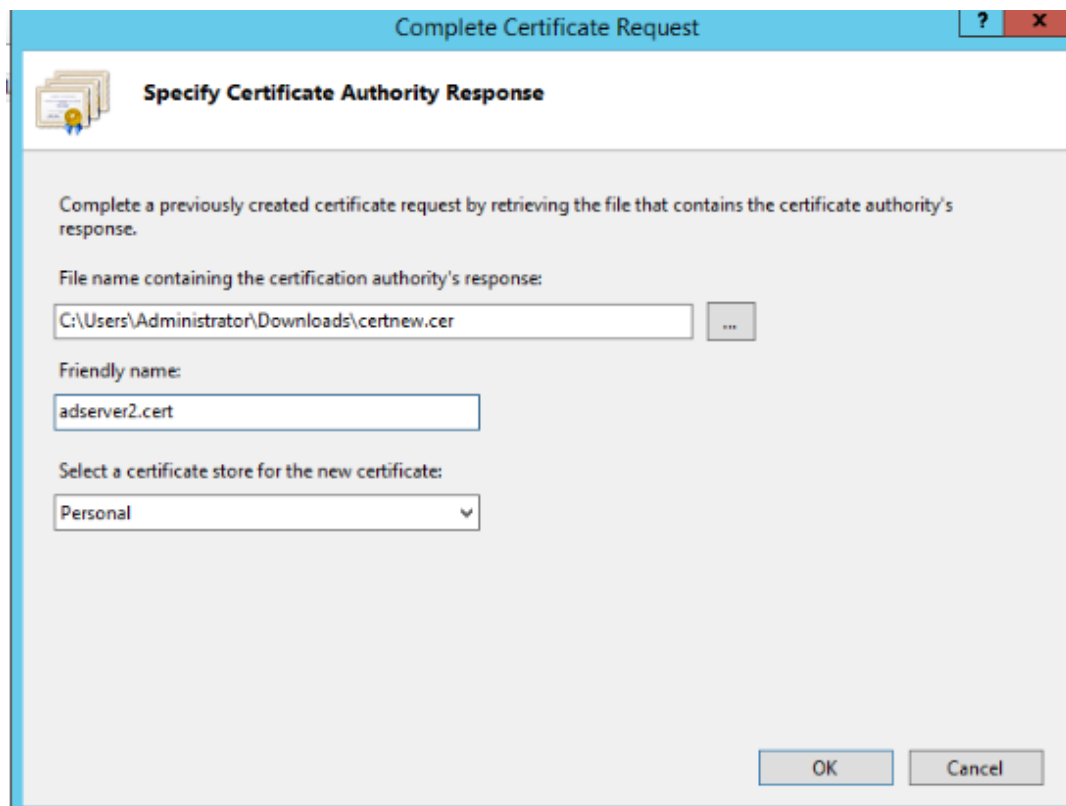 Complete Certificate Request
?
x
Specify Certificate Authority Response
Complete a previously created certificate request by retrieving the file that contains the certificate authority's
response.
File name containing the certification authority's response:
C:\Users\Administrator\Downloads\certnew.cer
...
Friendly name:
adserver2.cert
Select a certificate store for the new certificate:
Personal
OK
Cancel